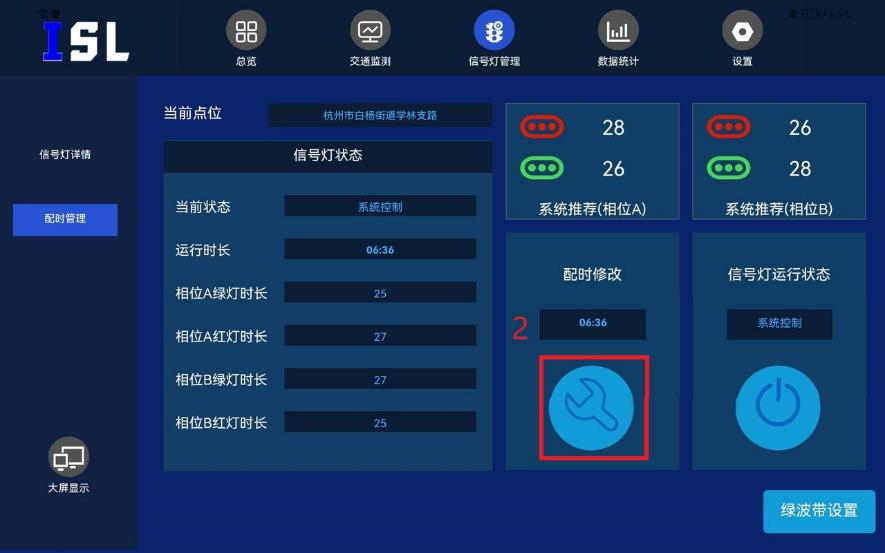 ISL
总览
交通监测
信号灯管理
数据统计
设置
信号灯详情
配时管理
大屏显示
当前点位
杭州市白杨街道学林支路
信号灯状态
当前状态
系统控制
运行时长
06:36
相位A绿灯时长
25
相位A红灯时长
27
相位B绿灯时长
27
相位B红灯时长
25
28
26
系统推荐(相位A)
26
28
系统推荐(相位B)
配时修改
06:36
2
信号灯运行状态
系统控制
绿波带设置